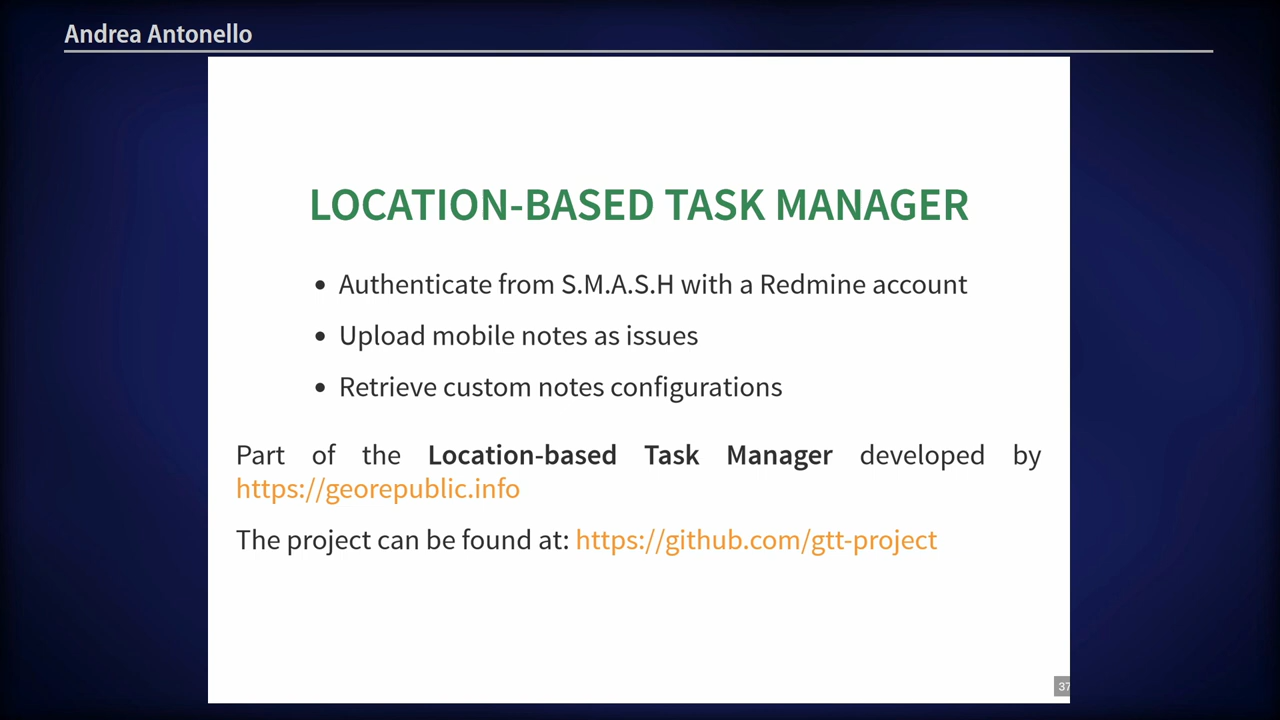 Andrea Antonello
LOCATION-BASED TASK MANAGER
• Authenticate from S.M.A.S.H with a Redmine account
• Upload mobile notes as issues
• Retrieve custom notes configurations
Part of the Location-based Task Manager developed by
https://georepublic.info
The project can be found at: https://github.com/gtt-project
37